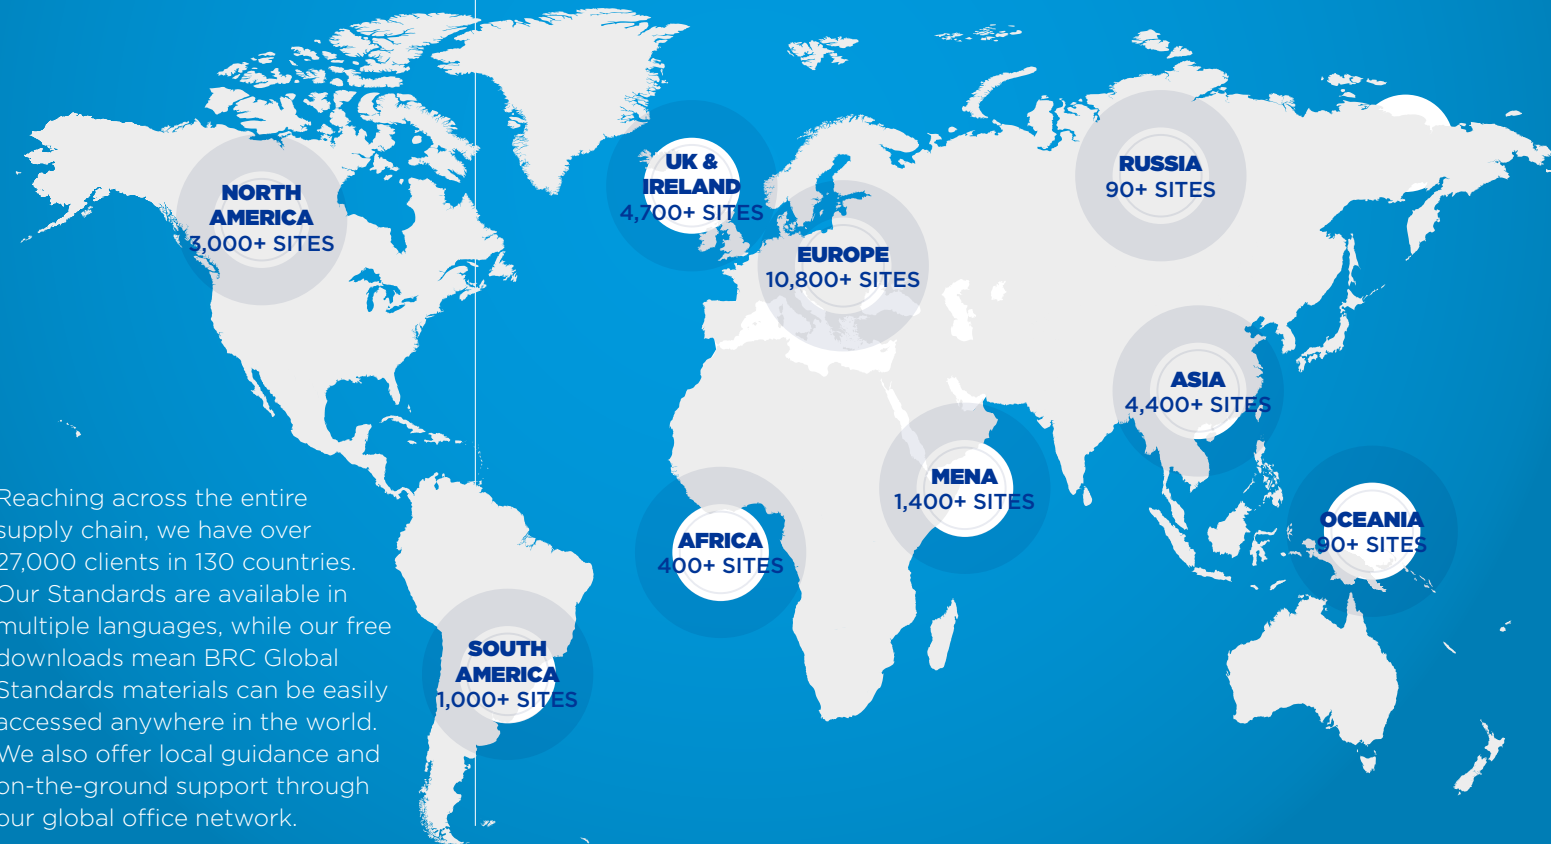 NORTH
AMERICA
3,000+ SITES
UK &
IRELAND
4,700+ SITES
EUROPE
10,800+ SITES
RUSSIA
90+ SITES
ASIA
4,400+ SITES
MENA
1,400+ SITES
OCEANIA
90+ SITES
AFRICA
400+ SITES
SOUTH
AMERICA
1,000+ SITES
Reaching across the entire
supply chain, we have over
27,000 clients in 130 countries.
Our Standards are available in
multiple languages, while our free
downloads mean BRC Global
Standards materials can be easily
accessed anywhere in the world.
We also offer local guidance and
on-the-ground support through
our global office network.